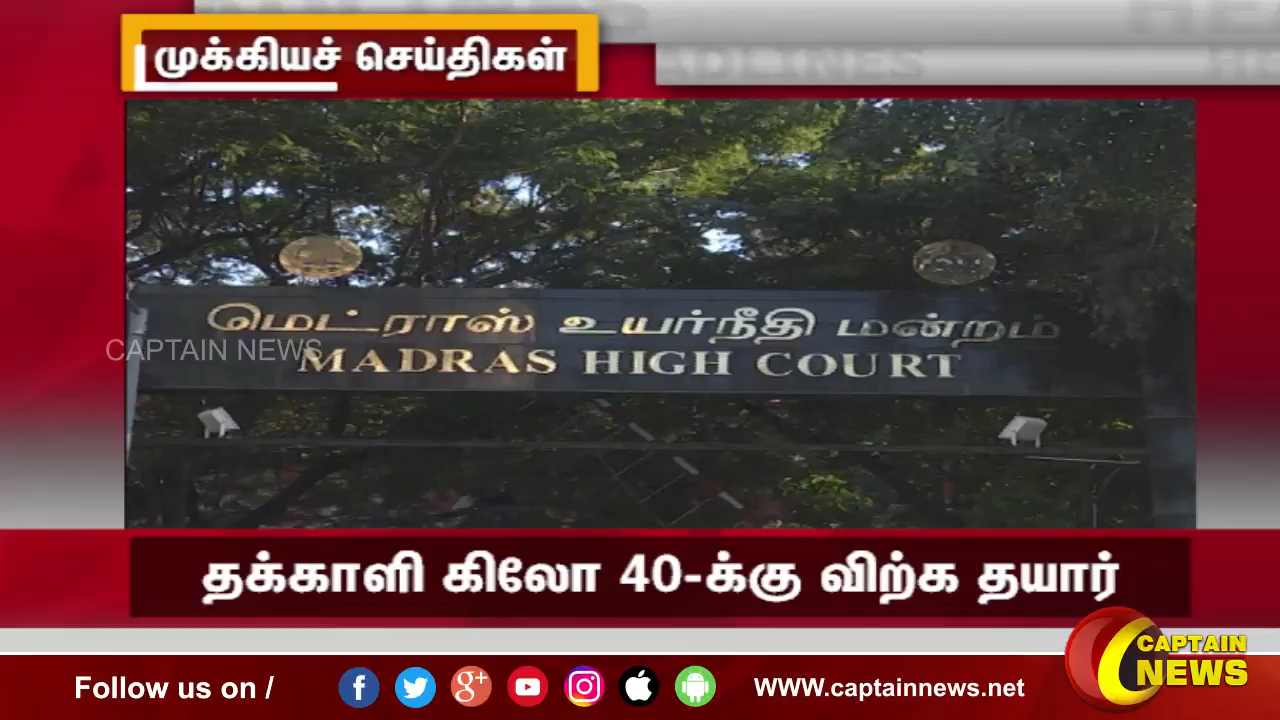 முக்கியச் செய்திகள்
மெட்ராஸ் உயர்நீதி மன்றம்
CAPTAIN NEWS
MADRAS HIGH COURT
தக்காளி கிலோ 40-க்கு விற்க தயார்
Follow us on /
WWW.captainnews.net
CAPTAIN
NEWS